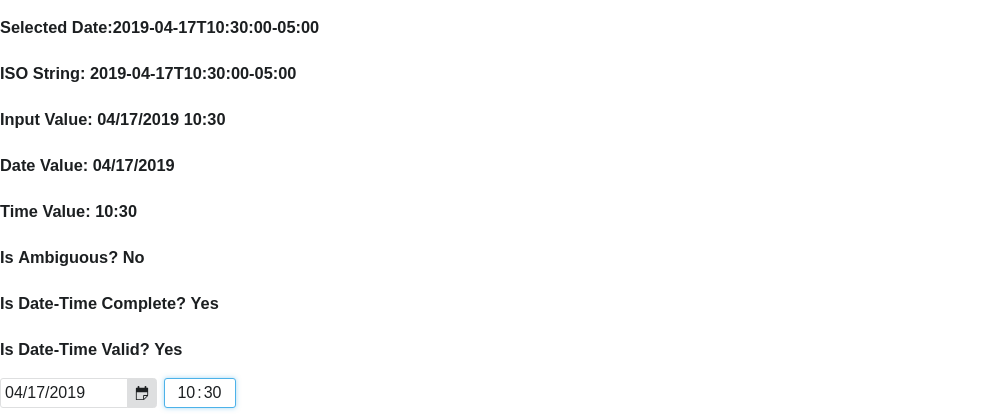 Selected Date:2019-04-17T10:30:00-05:00
ISO String: 2019-04-17T10:30:00-05:00
Input Value: 04/17/2019 10:30
Date Value: 04/17/2019
Time Value: 10:30
Is Ambiguous? No
Is Date-Time Complete? Yes
Is Date-Time Valid? Yes
04/17/2019 10:30